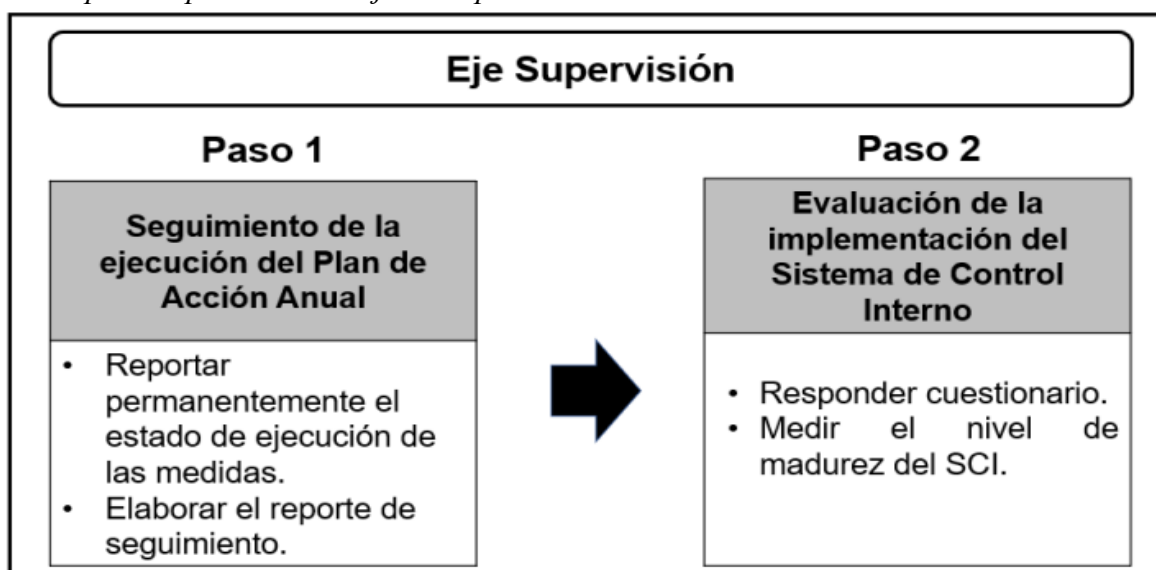 Eje Supervisión
Paso 1
Seguimiento de la
ejecución del Plan de
Acción Anual
• Reportar
permanentemente el
estado de ejecución de
las medidas.
• Elaborar el reporte de
seguimiento.
Paso 2
Evaluación de la
implementación del
Sistema de Control
Interno
• Responder cuestionario.
• Medir el nivel de
madurez del SCI.